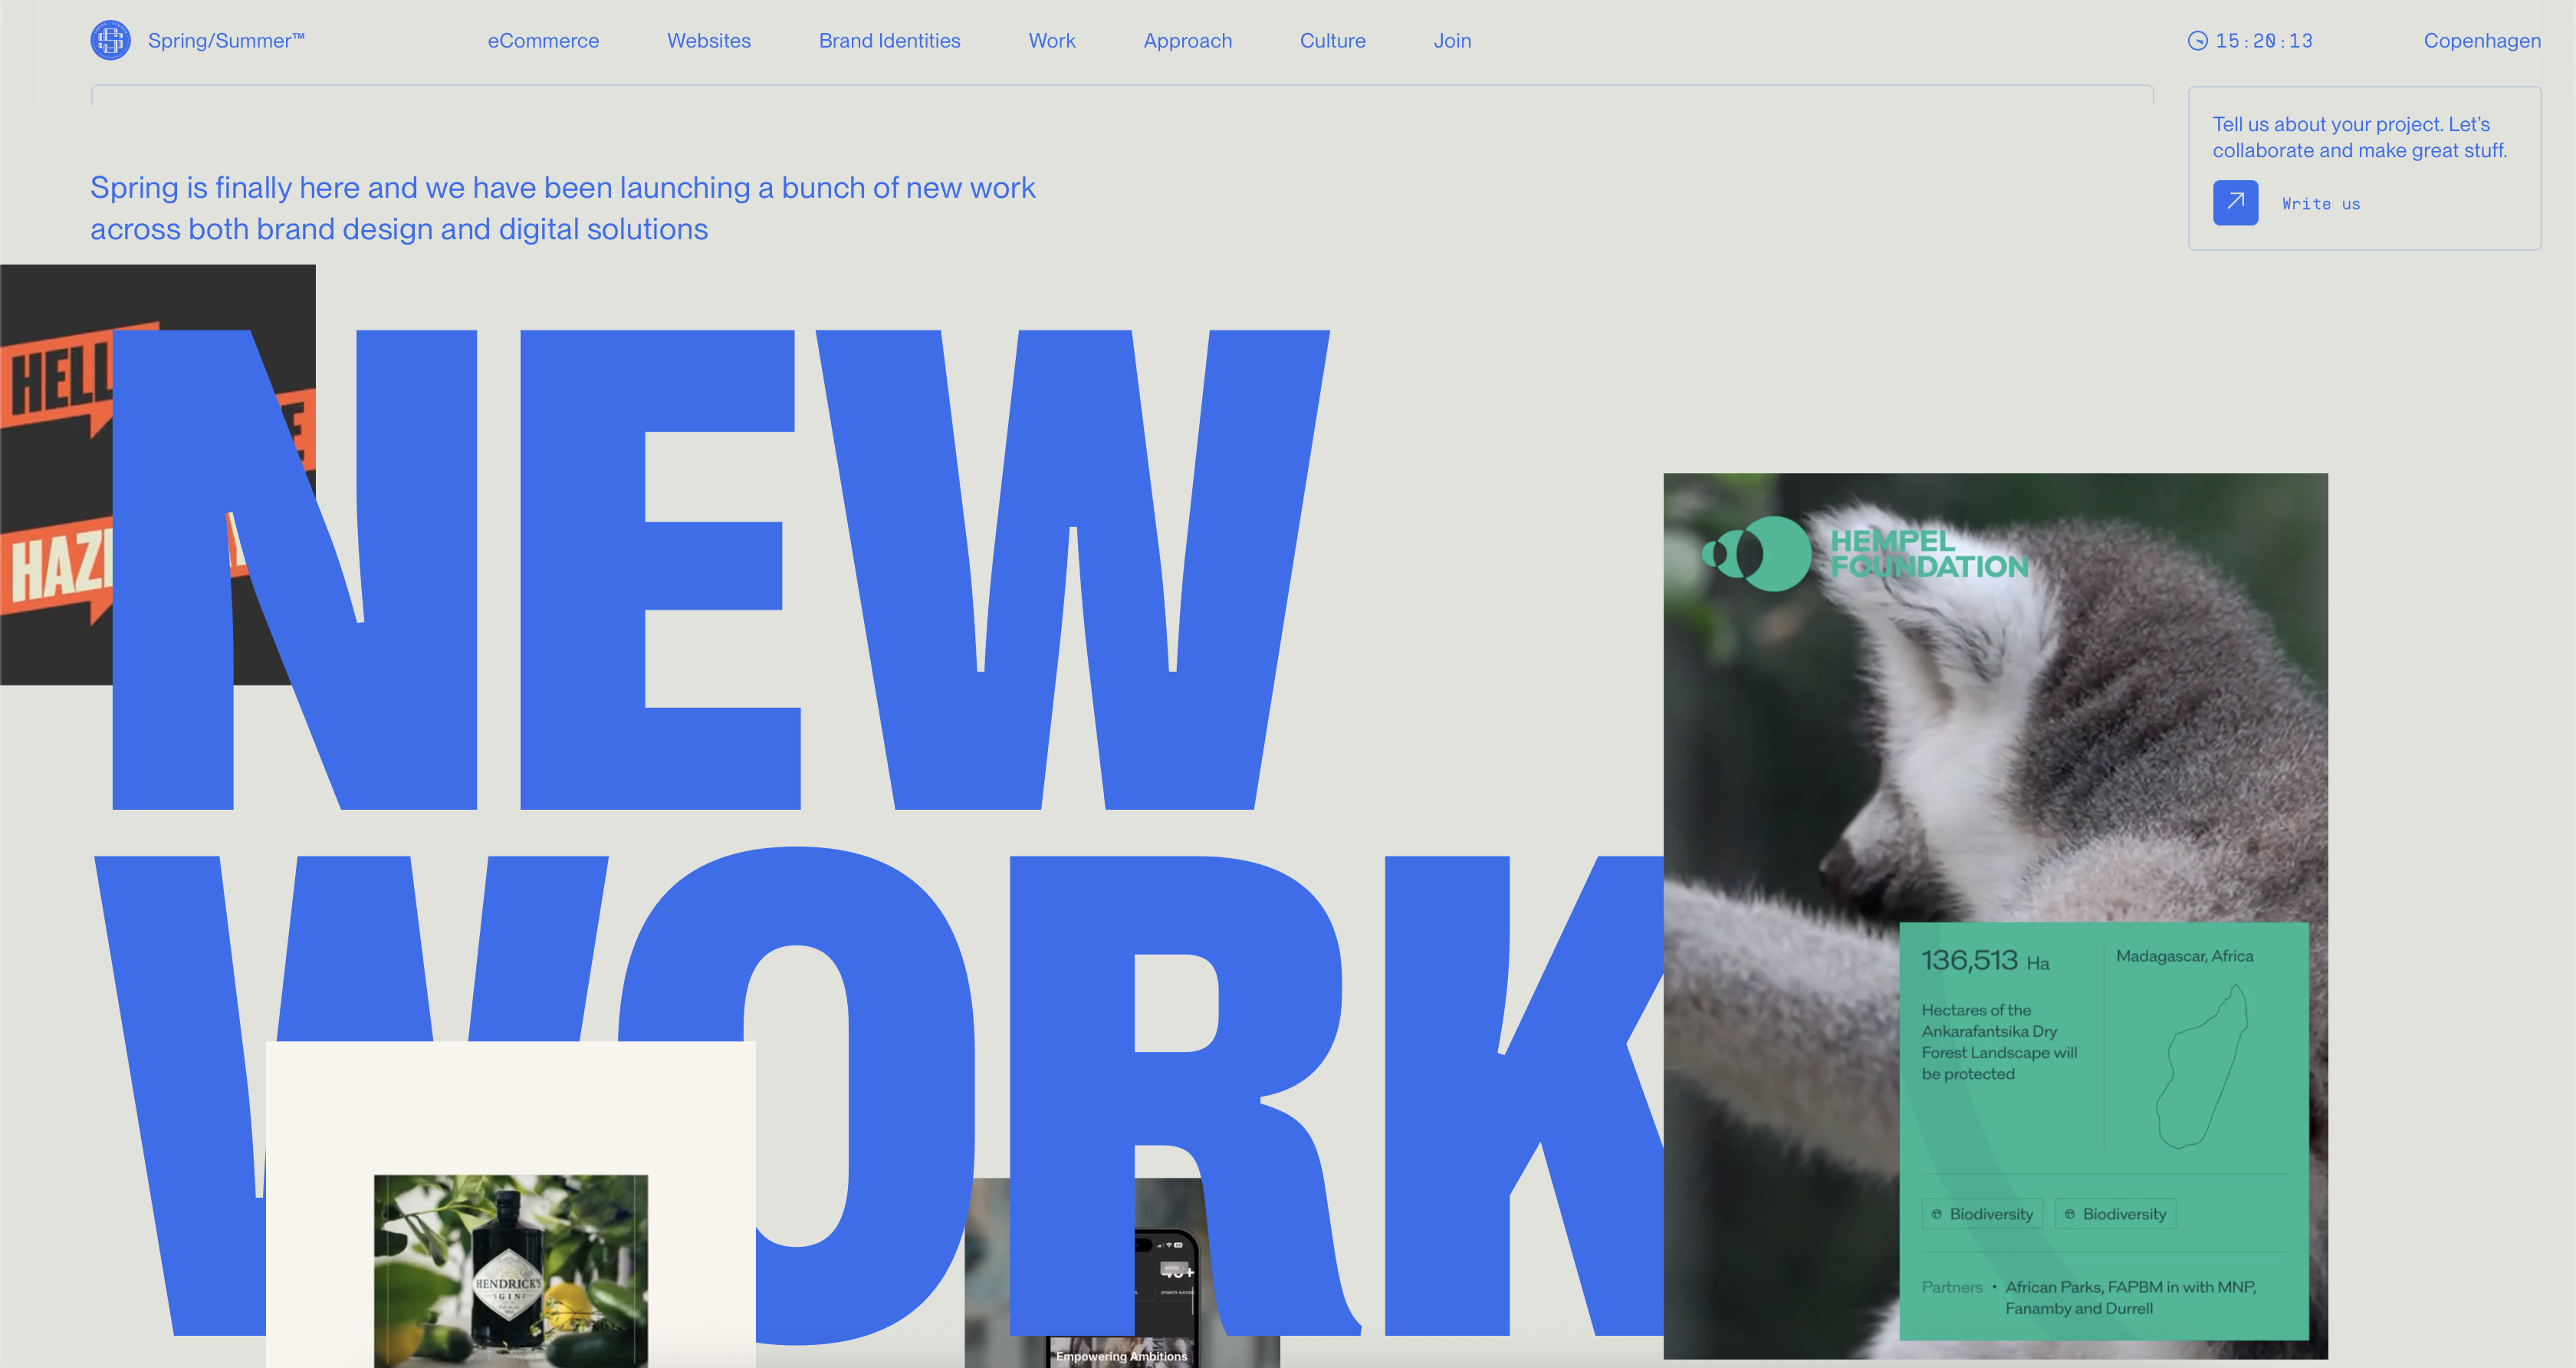 Spring/Summer™
eCommerce
Websites
Brand Identities
Work
Approach
Culture
Join
15:20:13
Copenhagen
Tell us about your project. Let's
collaborate and make great stuff.
Write us
Spring is finally here and we have been launching a bunch of new work
across both brand design and digital solutions
NEW
WORK
HEMPEL
FOUNDATION
136,513 Ha
Madagascar, Africa
Hectares of the
Ankarafantsika Dry
Forest Landscape will
be protected
Biodiversity
Biodiversity
Partners • African Parks, FAPBM in with MNP,
Fanamby and Durrell
HENDRICK'S
GIN
MENU
Empowering Ambitions